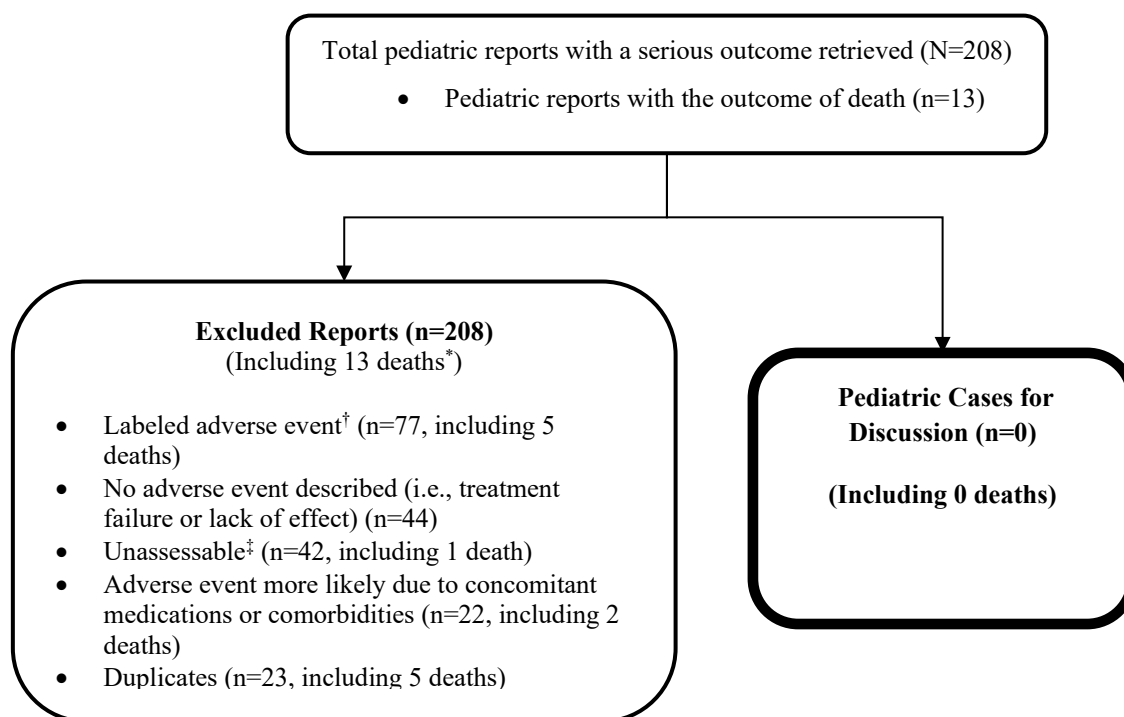 Total pediatric reports with a serious outcome retrieved (N=208)
• Pediatric reports with the outcome of death (n=13)
Excluded Reports (n=208)
(Including 13 deaths*)
• Labeled adverse event† (n=77, including 5
deaths)
• No adverse event described (i.e., treatment
failure or lack of effect) (n=44)
• Unassessable‡ (n=42, including 1 death)
• Adverse event more likely due to concomitant
medications or comorbidities (n=22, including 2
deaths)
• Duplicates (n=23, including 5 deaths)
Pediatric Cases for
Discussion (n=0)
(Including 0 deaths)